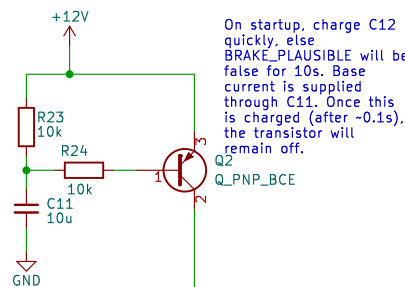 +12V
On startup, charge C12
quickly, else
BRAKE_PLAUSIBLE will be
false for 10s. Base
current is supplied
through C11. Once this
is charged (after ~0.1s),
the transistor will
remain off.
R23
10k
R24
10k
3
Q2
1
Q_PNP_BCE
2
C11
10u
GND